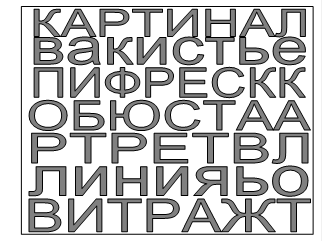 КАРТИНАЛ
вакистье
ПИФРЕСКК
ОБЮСТАА
РТРЕТВЛ
ЛИНИЯЬО
ВИТРАЖТ